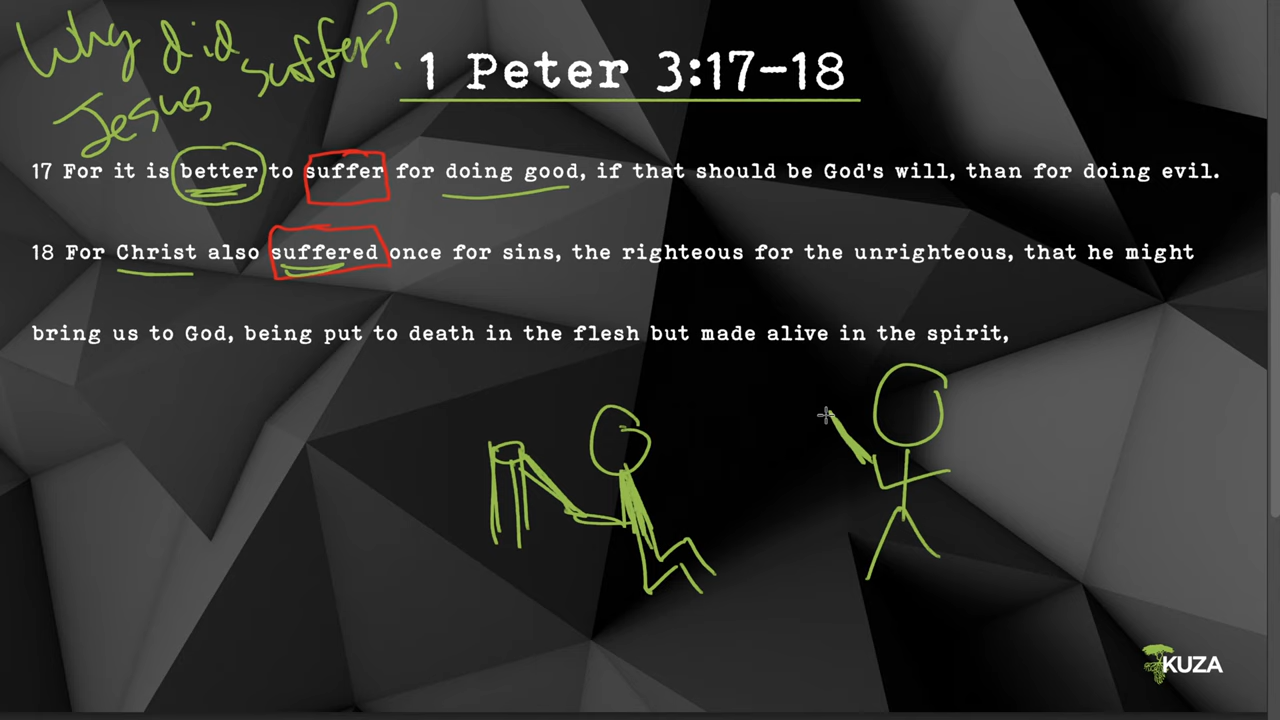 Why did
Jesus suffer?
1 Peter 3:17-18
17 For it is better to suffer for doing good, if that should be God's will, than for doing evil.
18 For Christ also suffered once for sins, the righteous for the unrighteous, that he might
bring us to God, being put to death in the flesh but made alive in the spirit,
KUZA